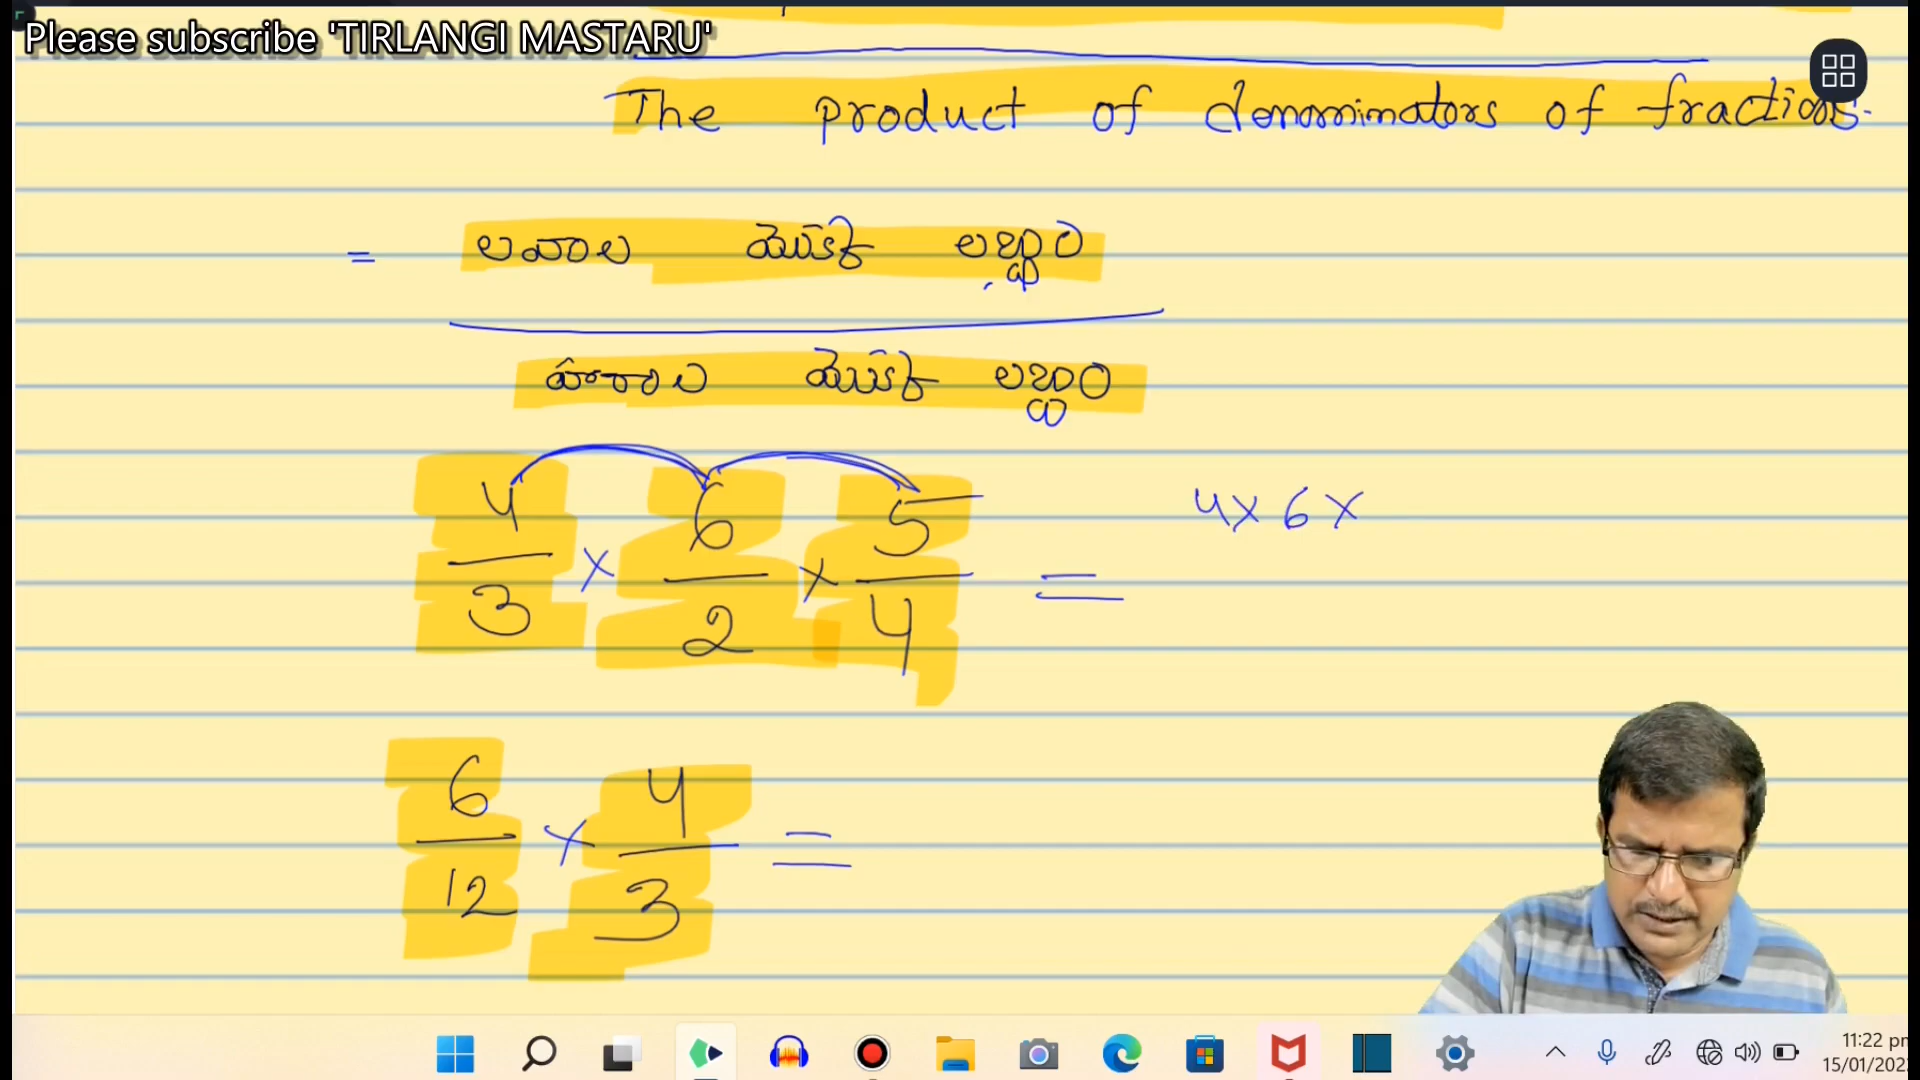 Please subscribe 'TIRLANGI MASTARU'
The product of denominators of fractions.
= లవాల యొక్క లబ్ధం
హారాల యొక్క లబ్ధం
4/3 × 6/2 × 5/4 = 4 × 6 ×
6/12 × 4/3 =
11:22 pm
15/01/202